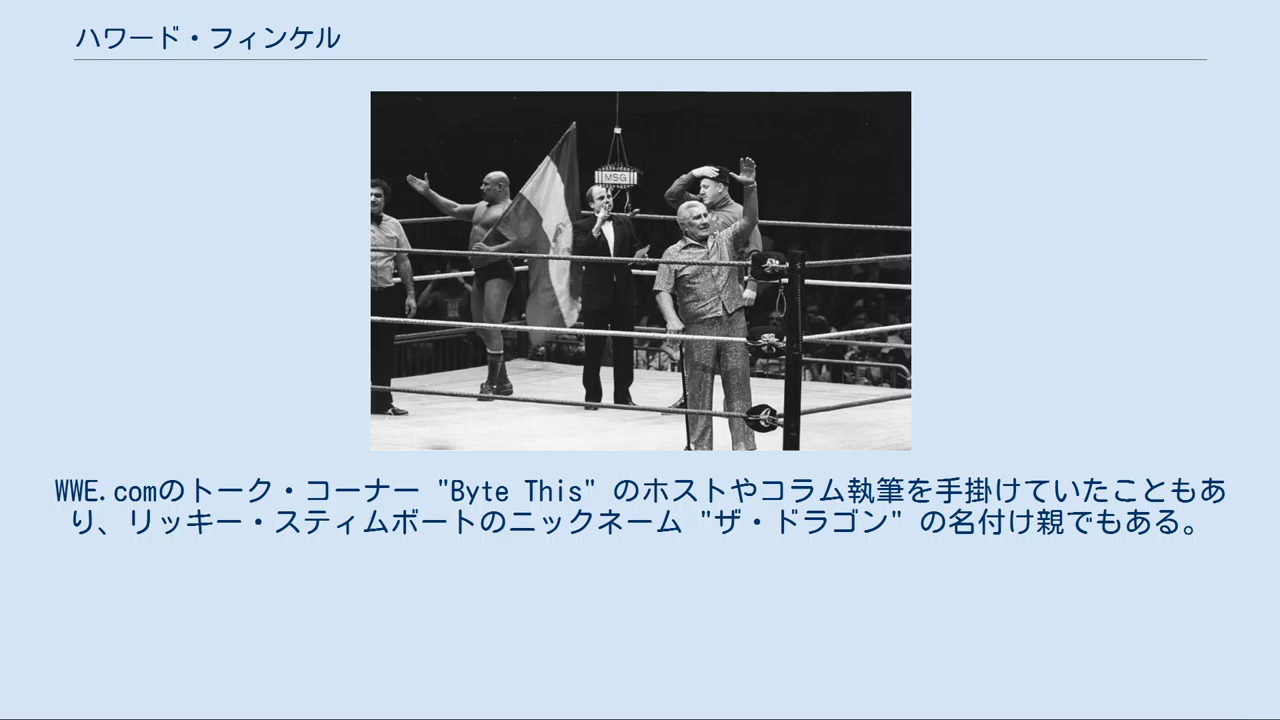 ハワード・フィンケル
MSG
WWE.comのトーク・コーナー "Byte This" のホストやコラム執筆を手掛けていたこともあ
り、リッキー・スティムボートのニックネーム "ザ・ドラゴン" の名付け親でもある。